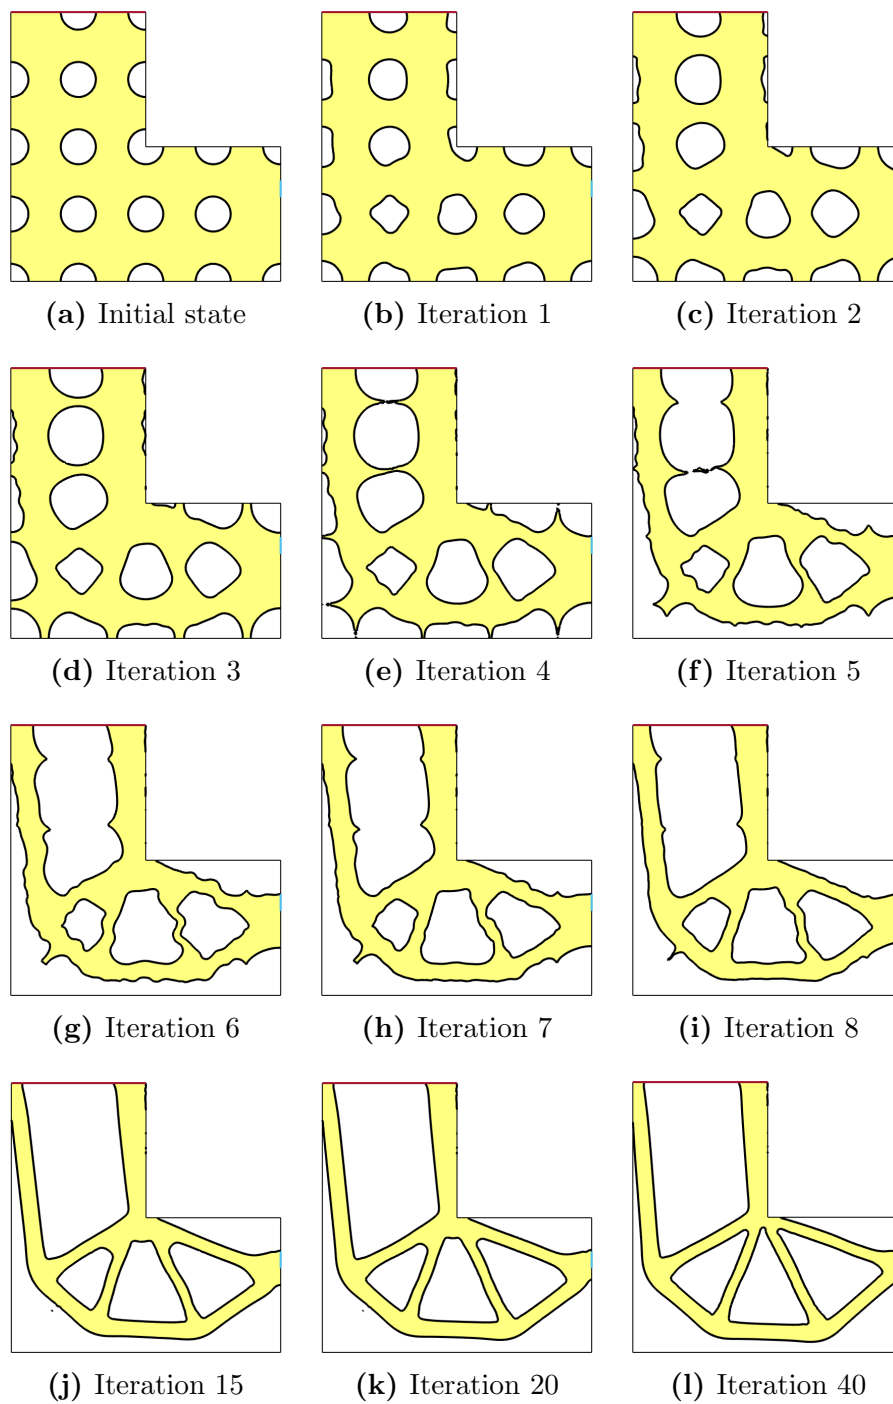 (a) Initial state
(b) Iteration 1
(c) Iteration 2
(d) Iteration 3
(e) Iteration 4
(f) Iteration 5
(g) Iteration 6
(h) Iteration 7
(i) Iteration 8
(j) Iteration 15
(k) Iteration 20
(l) Iteration 40